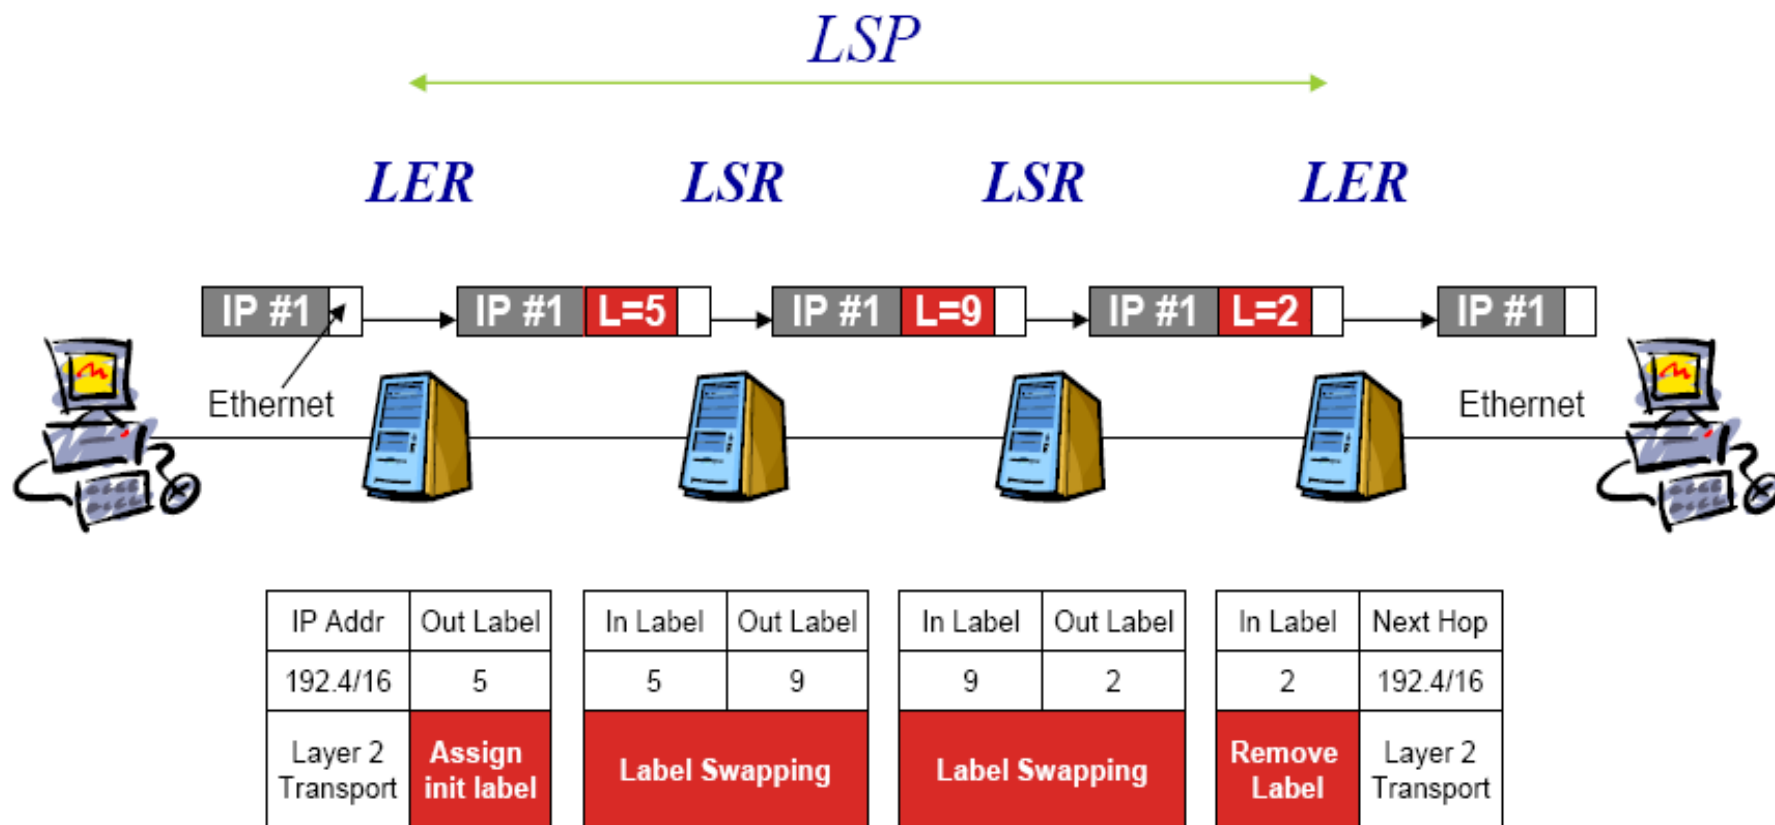 LSP
LER LSR LSR LER
IP #1 IP #1 L=5 IP #1 L=9 IP #1 L=2 IP #1
Ethernet Ethernet
IP Addr Out Label In Label Out Label In Label Out Label In Label Next Hop
192.4/16 5 5 9 9 2 2 192.4/16
Layer 2 Transport Assign init label Label Swapping Label Swapping Remove Label Layer 2 Transport